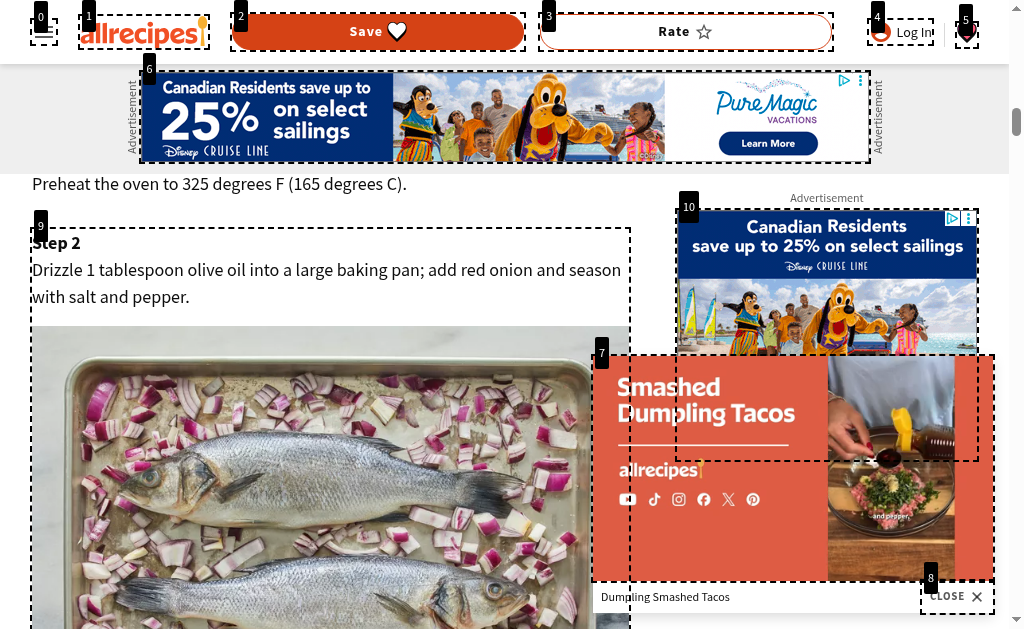 0
1
2
3
4
5
allrecipes
Save
Rate
Log In
6
Advertisement
Canadian Residents save up to
25% on select
sailings
Disney CRUISE LINE
Pure Magic
VACATIONS
Learn More
Advertisement
Preheat the oven to 325 degrees F (165 degrees C).
9
Step 2
Drizzle 1 tablespoon olive oil into a large baking pan; add red onion and season
with salt and pepper.
Advertisement
10
Canadian Residents
save up to 25% on select sailings
Disney CRUISE LINE
7
Smashed
Dumpling Tacos
allrecipes
and pepper,
8
Dumpling Smashed Tacos
CLOSE